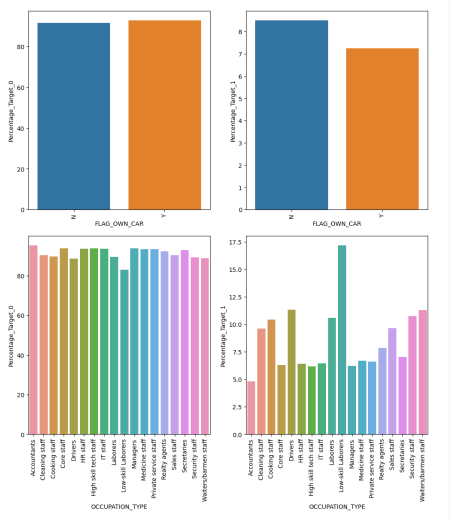 Percentage_Target_0
80
60
40
20
0
N
Y
FLAG_OWN_CAR
Percentage_Target_1
8
7
6
5
4
3
2
1
0
N
Y
FLAG_OWN_CAR
Percentage_Target_0
80
60
40
20
0
Accountants
Cleaning staff
Cooking staff
Core staff
Drivers
HR staff
High skill tech staff
IT staff
Laborers
Low-skill Laborers
Managers
Medicine staff
Private service staff
Realty agents
Sales staff
Secretaries
Security staff
Waiters/barmen staff
OCCUPATION_TYPE
Percentage_Target_1
17.5
15.0
12.5
10.0
7.5
5.0
2.5
0.0
Accountants
Cleaning staff
Cooking staff
Core staff
Drivers
HR staff
High skill tech staff
IT staff
Laborers
Low-skill Laborers
Managers
Medicine staff
Private service staff
Realty agents
Sales staff
Secretaries
Security staff
Waiters/barmen staff
OCCUPATION_TYPE